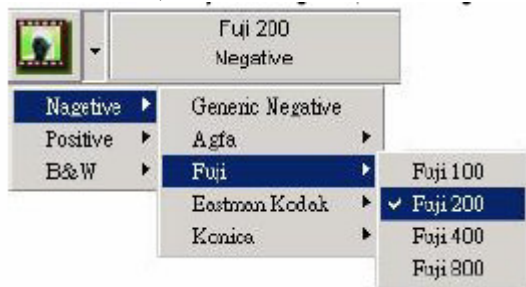 Fuji 200
Negative
Nagetive
Positive
B&W
Generic Negative
Agfa
Fuji
Eastman Kodak
Konica
Fuji 100
Fuji 200
Fuji 400
Fuji 800